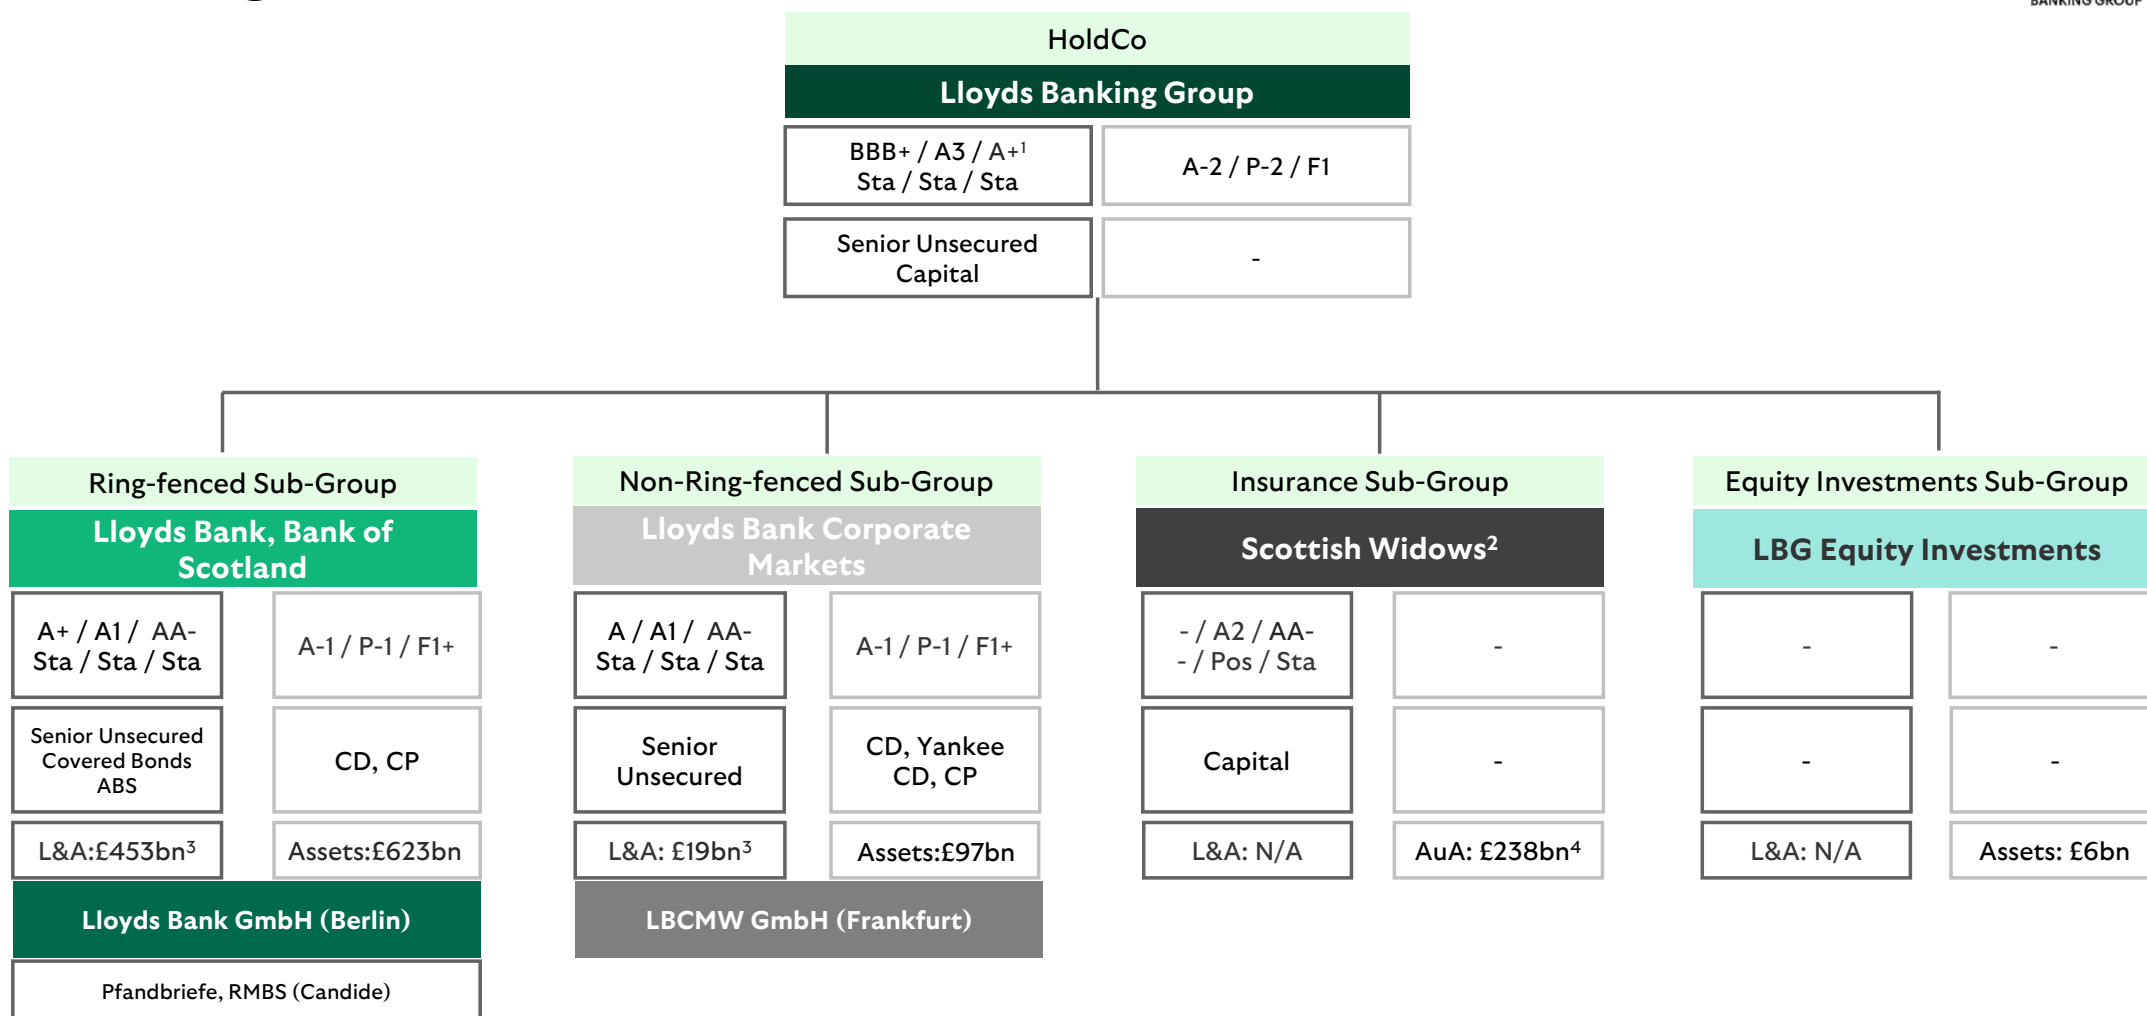 BANKING GROUP
HoldCo
Lloyds Banking Group
BBB+ / A3 / A+¹
Sta / Sta / Sta
A-2 / P-2 / F1
Senior Unsecured
Capital
-
Ring-fenced Sub-Group
Lloyds Bank, Bank of
Scotland
A+ / A1 / AA-
Sta / Sta / Sta
A-1 / P-1 / F1+
Senior Unsecured
Covered Bonds
ABS
CD, CP
L&A:£453bn³
Assets:£623bn
Lloyds Bank GmbH (Berlin)
Pfandbriefe, RMBS (Candide)
Non-Ring-fenced Sub-Group
Lloyds Bank Corporate
Markets
A / A1 / AA-
Sta / Sta / Sta
A-1 / P-1 / F1+
Senior
Unsecured
CD, Yankee
CD, CP
L&A: £19bn³
Assets:£97bn
LBCMW GmbH (Frankfurt)
Insurance Sub-Group
Scottish Widows²
- / A2 / AA-
- / Pos / Sta
-
Capital
-
L&A: N/A
AuA: £238bn⁴
Equity Investments Sub-Group
LBG Equity Investments
-
-
-
-
L&A: N/A
Assets: £6bn